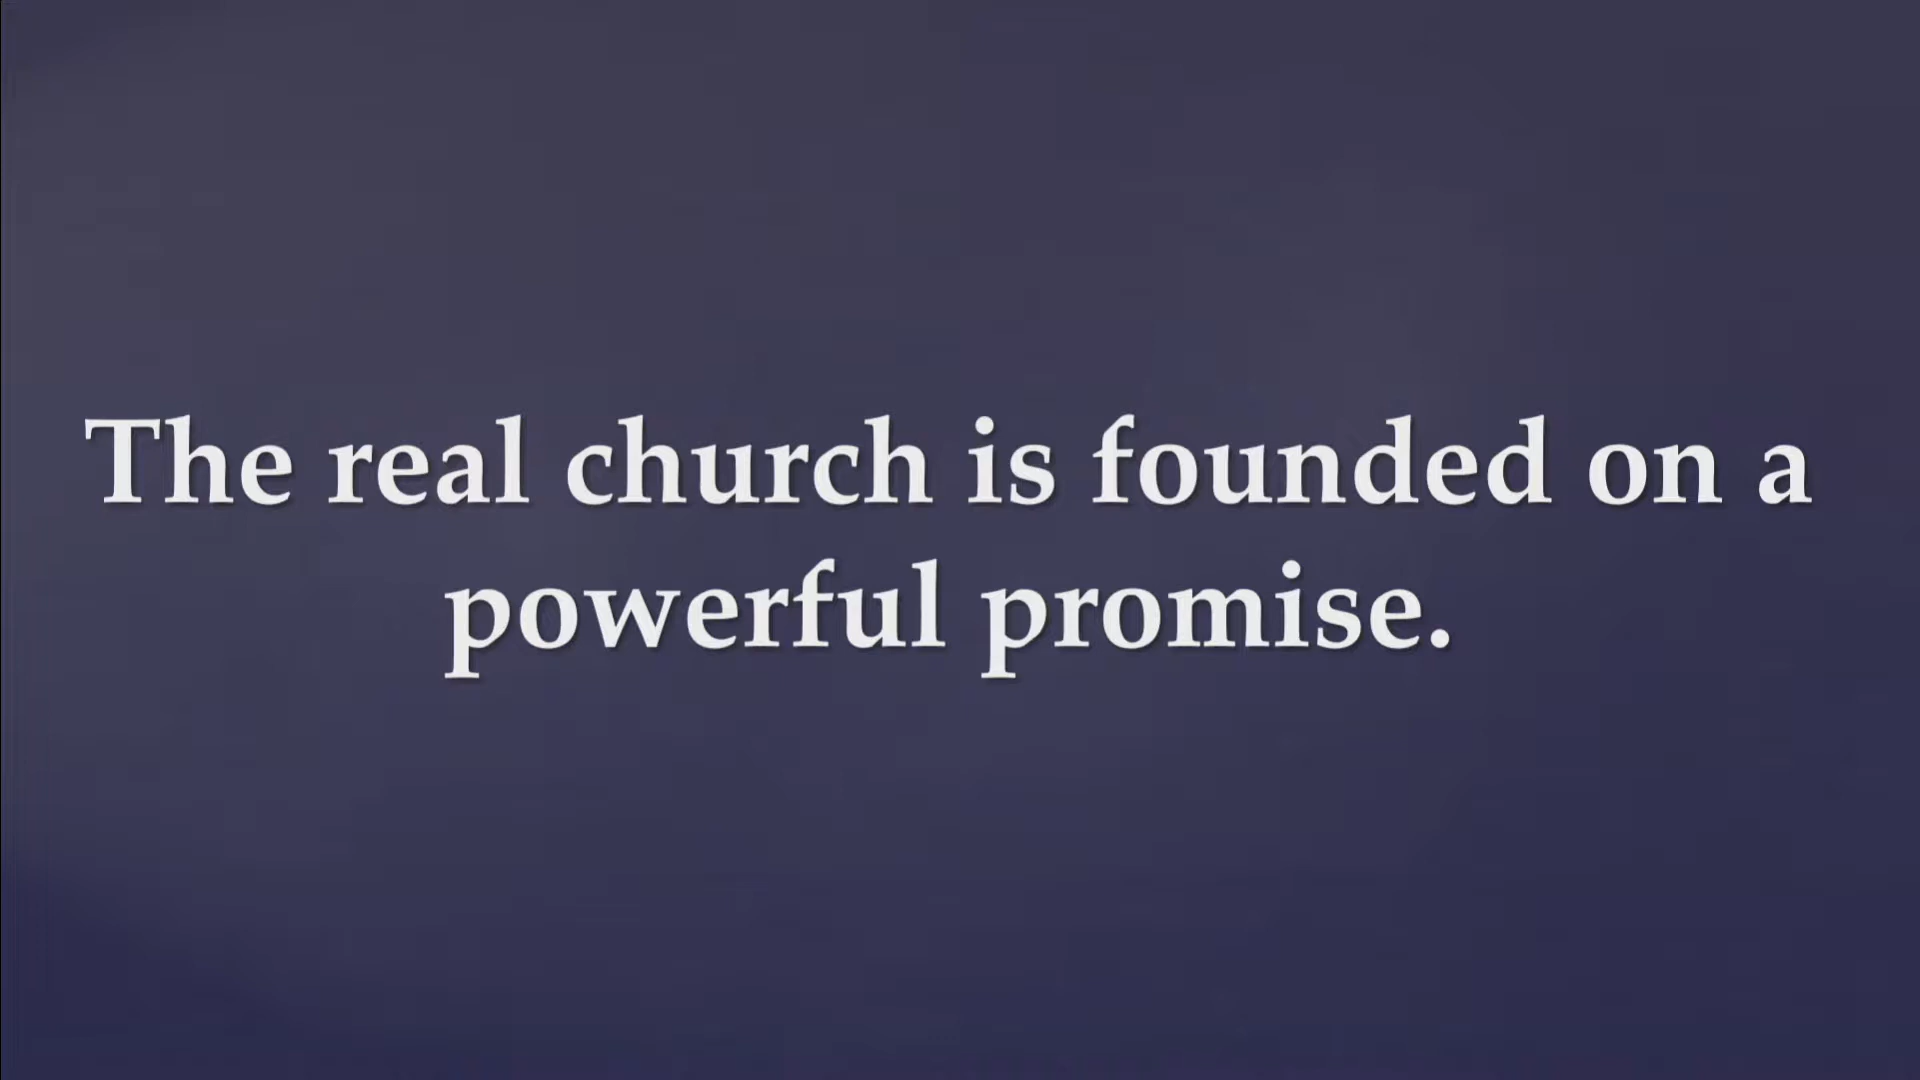 The real church is founded on a
powerful promise.